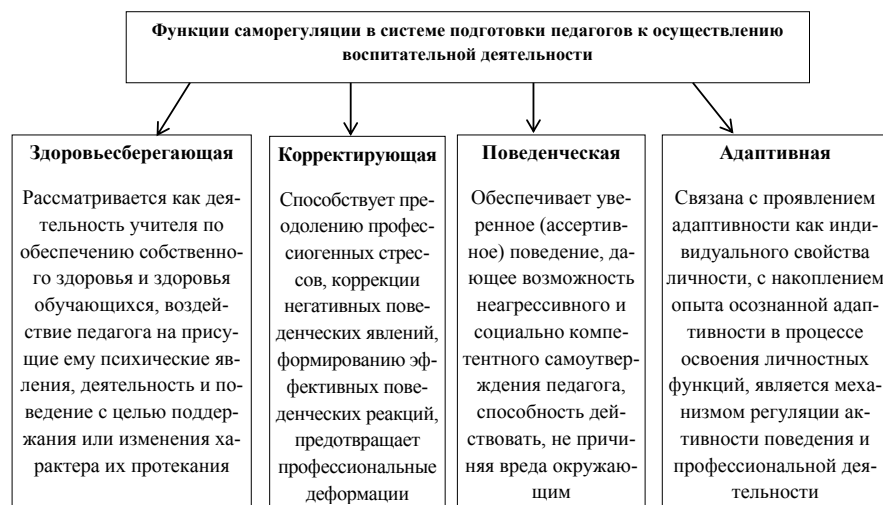 Функции саморегуляции в системе подготовки педагогов к осуществлению
воспитательной деятельности
Здоровьесберегающая
Рассматривается как дея-
тельность учителя по
обеспечению собственно-
го здоровья и здоровья
обучающихся, воздей-
ствие педагога на прису-
щие ему психические яв-
ления, деятельность и по-
ведение с целью поддер-
жания или изменения ха-
рактера их протекания
Корректирующая
Способствует пре-
одолению профес-
сиогенных стрес-
сов, коррекции
негативных пове-
денческих явлений,
формированию эф-
фективных пове-
денческих реакций,
предотвращает
профессиональные
деформации
Поведенческая
Обеспечивает уве-
ренное (ассертив-
ное) поведение, да-
ющее возможность
неагрессивного и
социально компе-
тентного самоутвер-
ждения педагога,
способность дей-
ствовать, не причи-
няя вреда окружаю-
щим
Адаптивная
Связана с проявлением
адаптивности как инди-
видуального свойства
личности, с накоплением
опыта осознанной адап-
тивности в процессе
освоения личностных
функций, является меха-
низмом регуляции ак-
тивности поведения и
профессиональной дея-
тельности